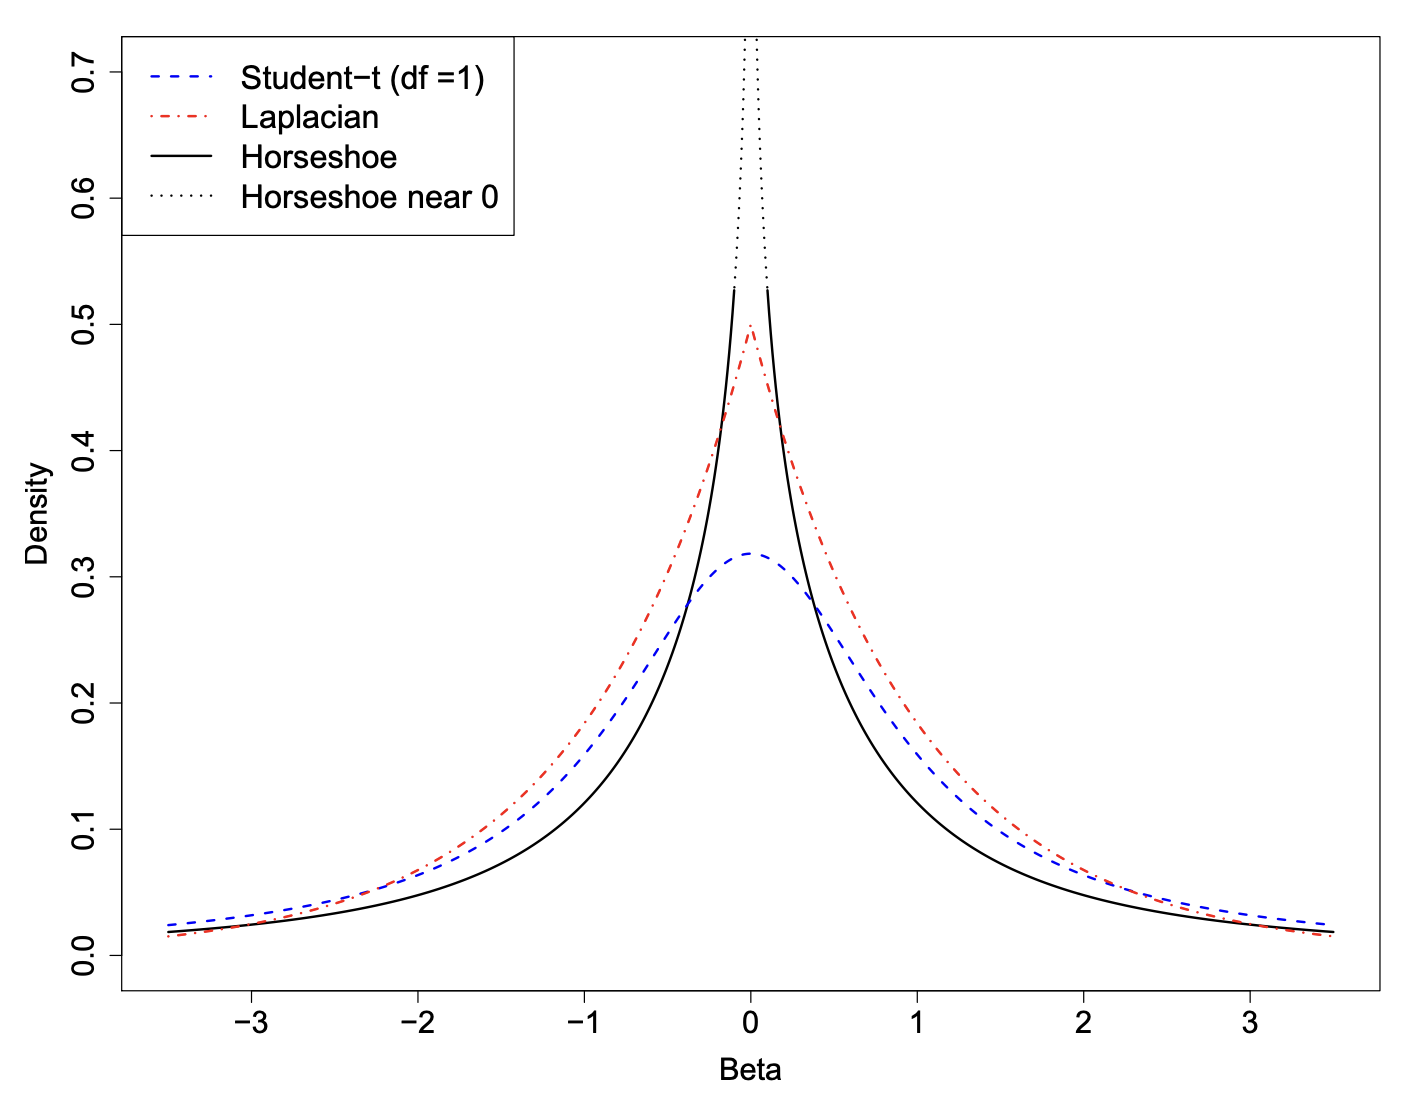 Student−t (df =1)
Laplacian
Horseshoe
Horseshoe near 0
0.7
0.6
0.5
0.4
0.3
0.2
0.1
0.0
Density
−3 −2 −1 0 1 2 3
Beta